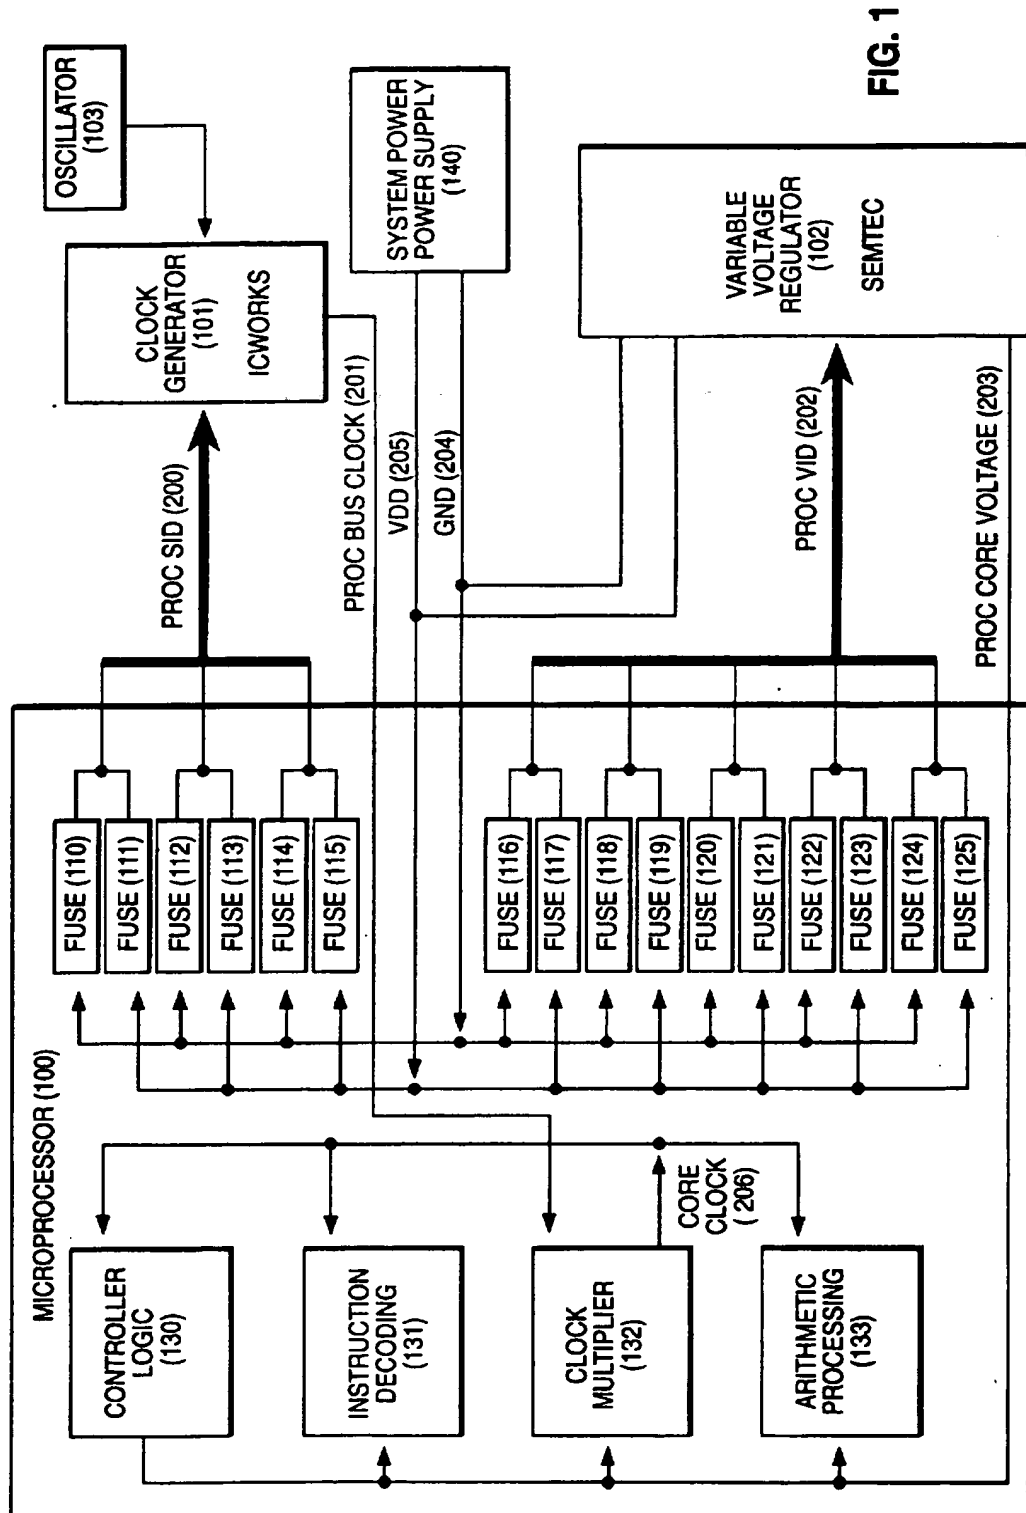 FIG. 1
OSCILLATOR
(103)
CLOCK
GENERATOR
(101)
ICWORKS
SYSTEM POWER
POWER SUPPLY
(140)
VARIABLE
VOLTAGE
REGULATOR
(102)
SEMTEC
PROC SID (200)
PROC BUS CLOCK (201)
VDD (205)
GND (204)
PROC VID (202)
PROC CORE VOLTAGE (203)
MICROPROCESSOR (100)
FUSE (110)
FUSE (111)
FUSE (112)
FUSE (113)
FUSE (114)
FUSE (115)
FUSE (116)
FUSE (117)
FUSE (118)
FUSE (119)
FUSE (120)
FUSE (121)
FUSE (122)
FUSE (123)
FUSE (124)
FUSE (125)
CORE
CLOCK
( 206)
CONTROLLER
LOGIC
(130)
INSTRUCTION
DECODING
(131)
CLOCK
MULTIPLIER
(132)
ARITHMETIC
PROCESSING
(133)